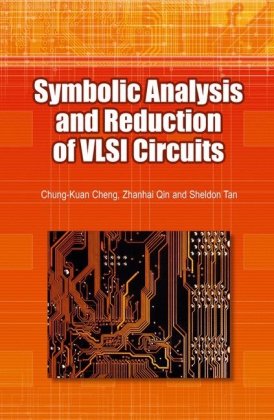 Symbolic Analysis
and Reduction
of VLSI Circuits
Chung-Kuan Cheng, Zhanhai Qin and Sheldon Tan